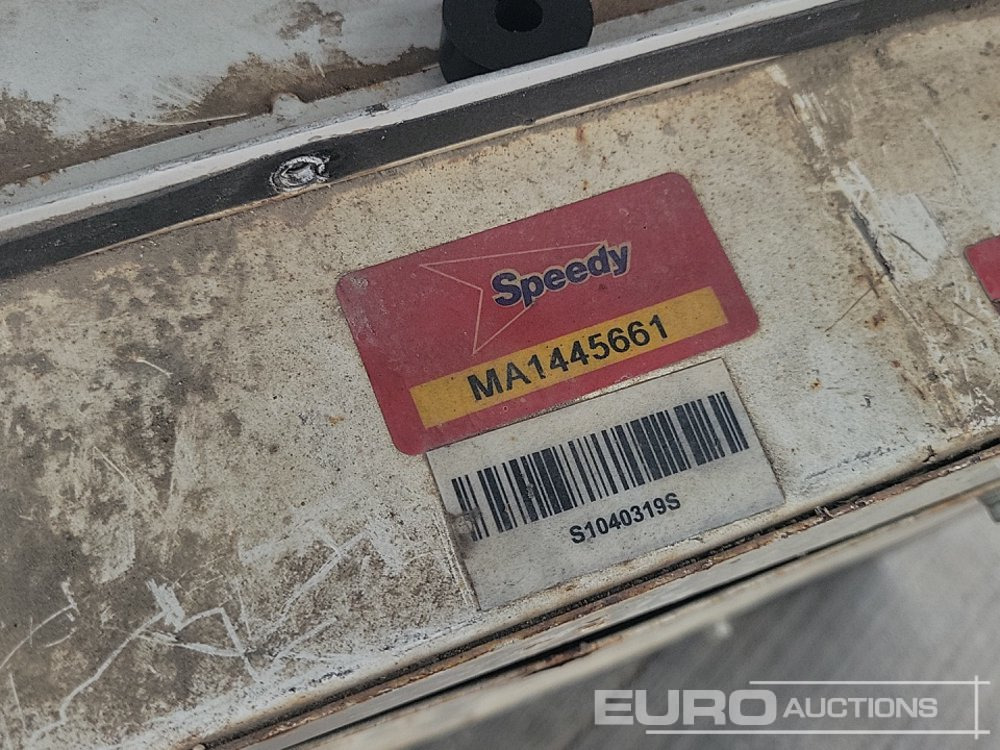 Speedy
MA1445661
S1040319S
EURO AUCTIONS